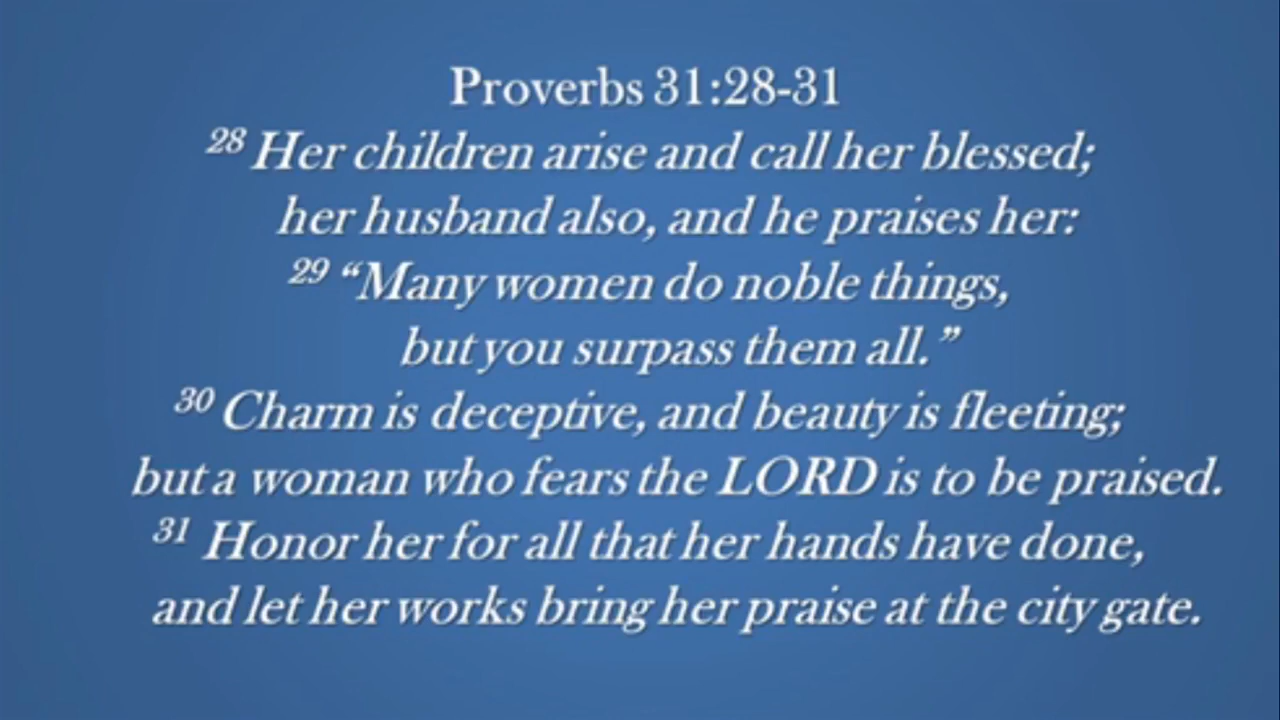 Proverbs 31:28-31
28 Her children arise and call her blessed;
her husband also, and he praises her:
29 “Many women do noble things,
but you surpass them all.”
30 Charm is deceptive, and beauty is fleeting;
but a woman who fears the LORD is to be praised.
31 Honor her for all that her hands have done,
and let her works bring her praise at the city gate.